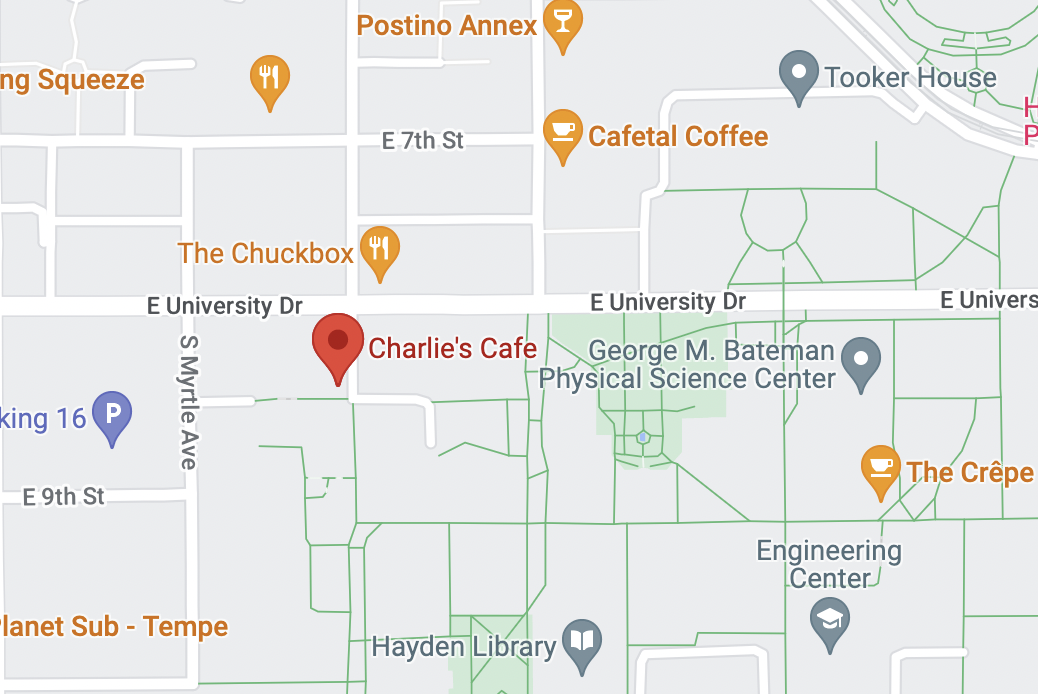 Postino Annex
ng Squeeze
Tooker House
H
P
E 7th St
Cafetal Coffee
The Chuckbox
E University Dr
E University Dr
E Univers
S Myrtle Ave
Charlie's Cafe
George M. Bateman
Physical Science Center
king 16
P
E 9th St
The Crêpe
Engineering
Center
Planet Sub - Tempe
Hayden Library